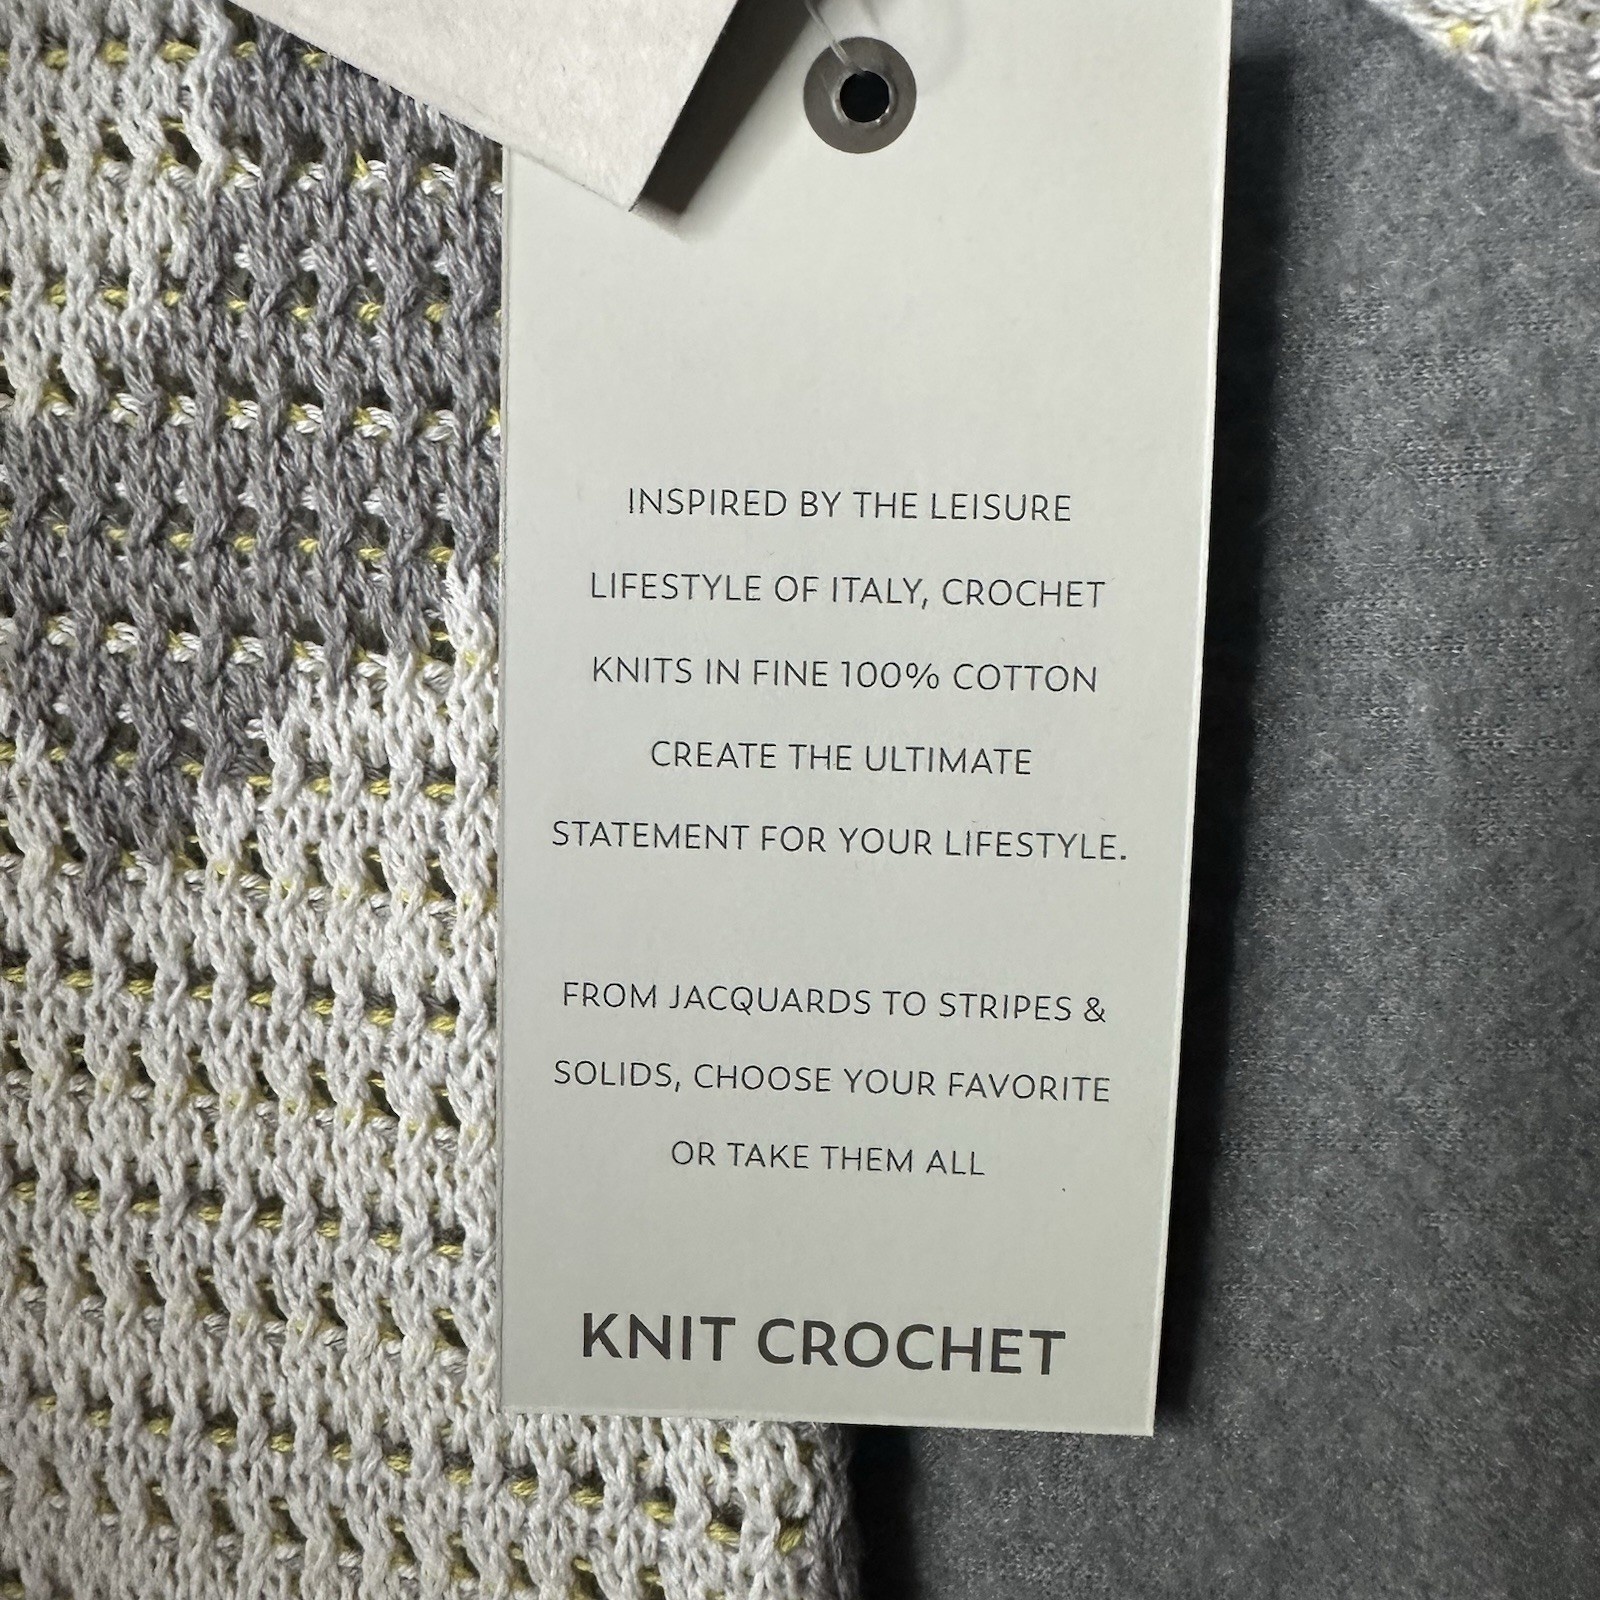 INSPIRED BY THE LEISURE
LIFESTYLE OF ITALY, CROCHET
KNITS IN FINE 100% COTTON
CREATE THE ULTIMATE
STATEMENT FOR YOUR LIFESTYLE.
FROM JACQUARDS TO STRIPES &
SOLIDS, CHOOSE YOUR FAVORITE
OR TAKE THEM ALL
KNIT CROCHET